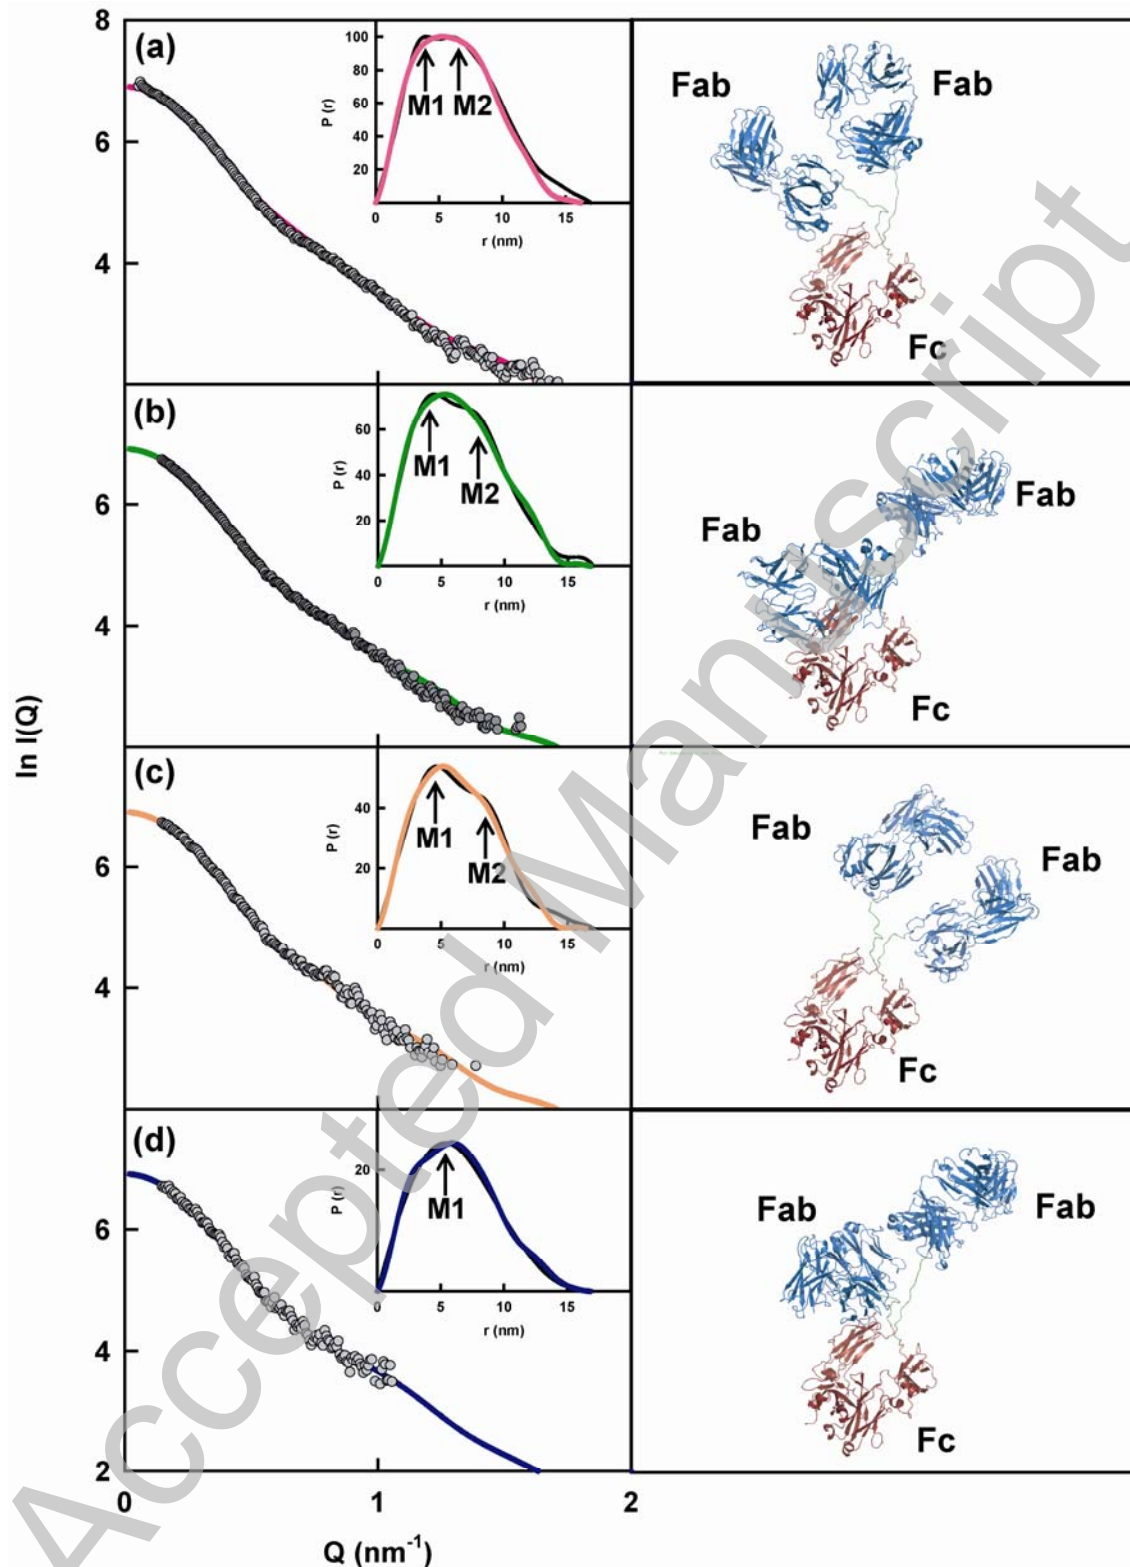 8
(a)
100
80
60
40
20
P (r)
M1
M2
0
5
10
15
r (nm)
Fab
Fab
Fc
6
4
(b)
60
40
20
P (r)
M1
M2
0
5
10
15
r (nm)
Fab
Fab
Fc
6
4
ln I(Q)
(c)
40
20
P (r)
M1
M2
0
5
10
15
r (nm)
Fab
Fab
Fc
6
4
(d)
20
P (r)
M1
0
5
10
15
r (nm)
Fab
Fab
Fc
6
4
2
0
1
2
Q (nm⁻¹)
Accepted Manuscript